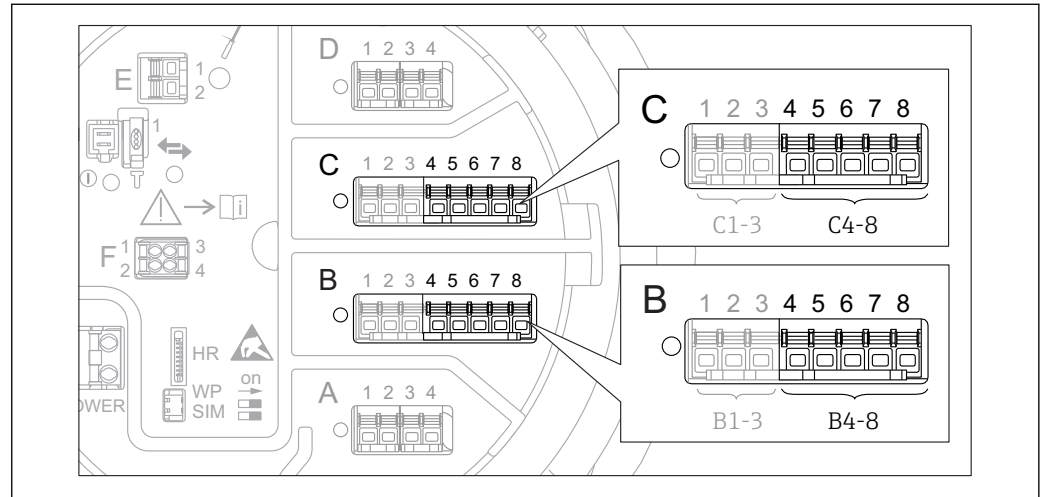 D 1 2 3 4
E 1
2
1
C 1 2 3 4 5 6 7 8
C 1 2 3 4 5 6 7 8
C1-3 C4-8
i
F 1 3
2 4
B 1 2 3 4 5 6 7 8
B 1 2 3 4 5 6 7 8
B1-3 B4-8
HR
on
WP
SIM
OWER
A 1 2 3 4